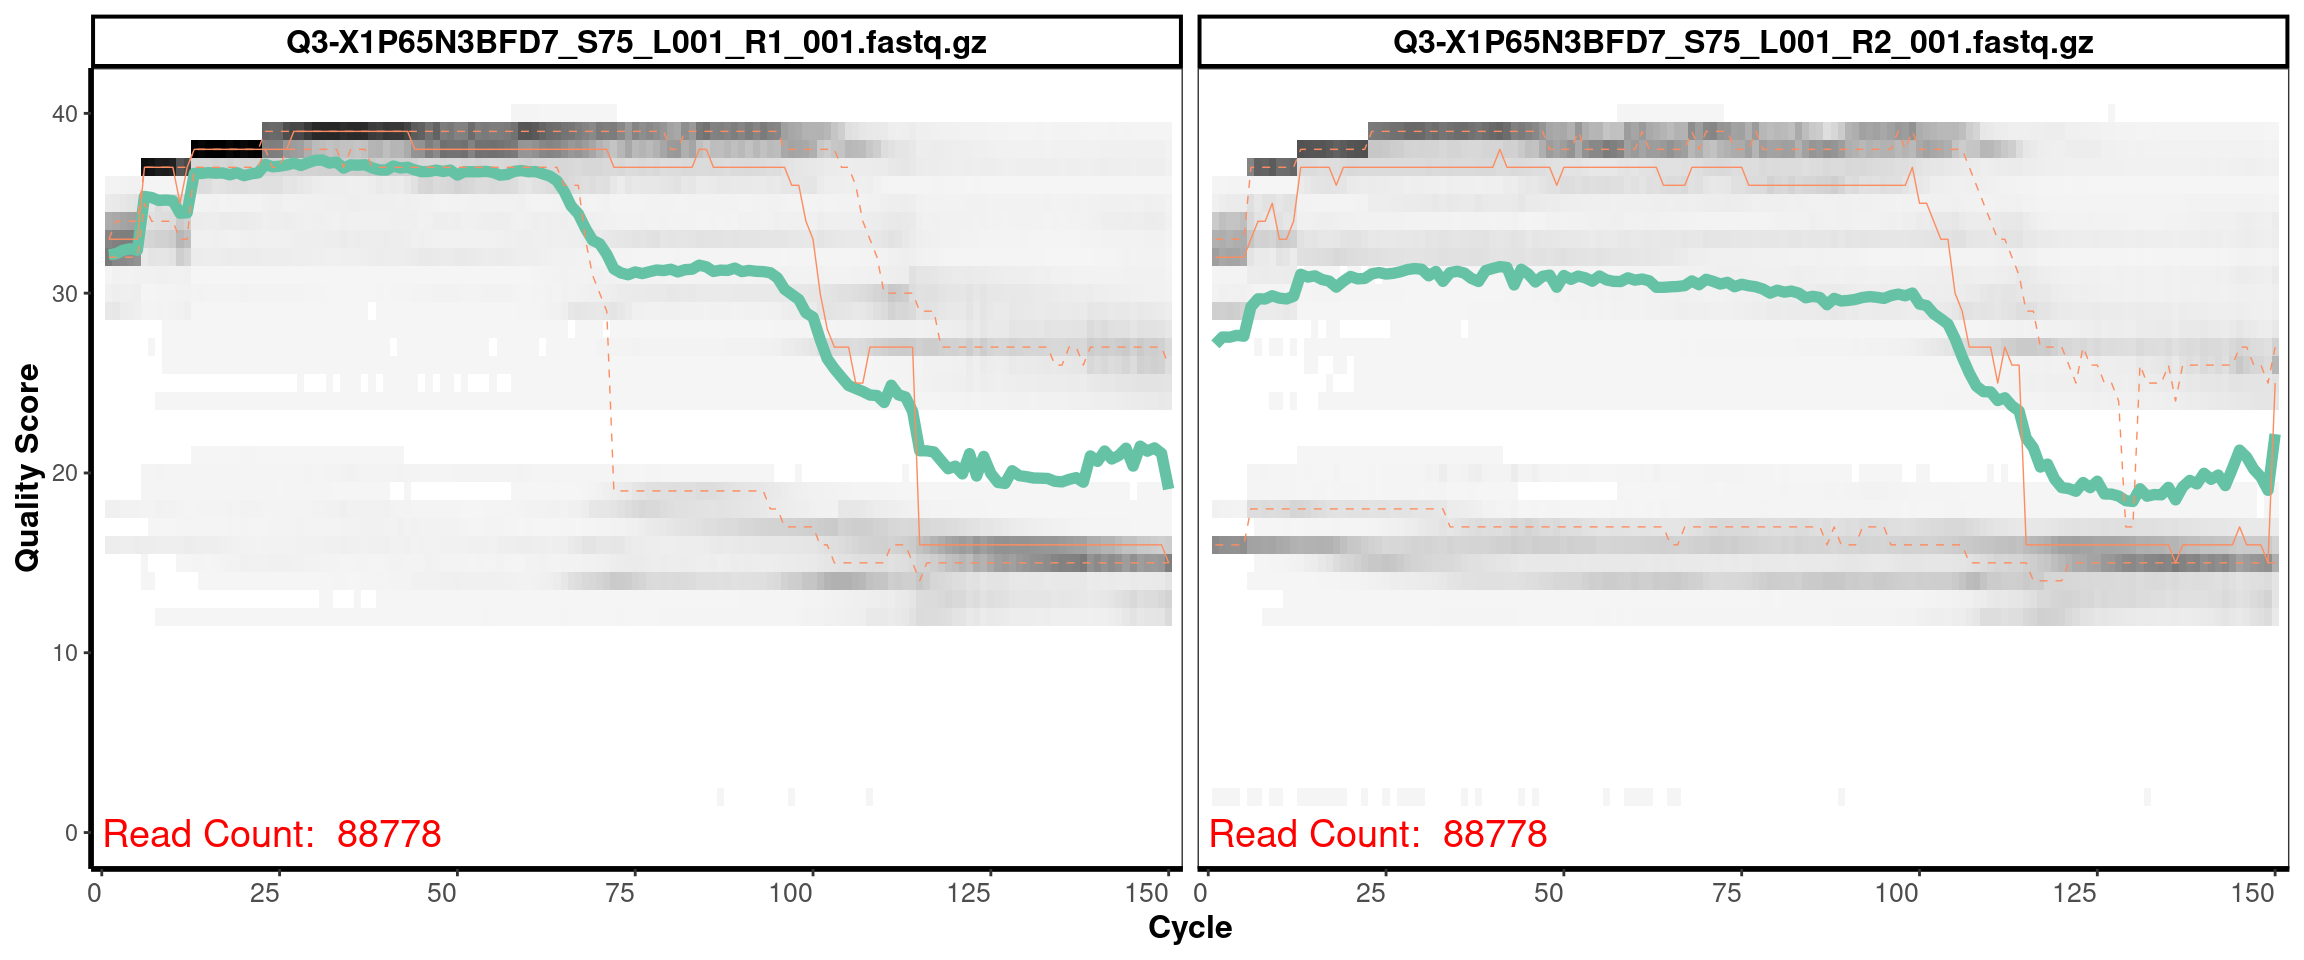 Q3-X1P65N3BFD7_S75_L001_R1_001.fastq.gz
Q3-X1P65N3BFD7_S75_L001_R2_001.fastq.gz
Quality Score
40
30
20
10
0
Read Count: 88778
Read Count: 88778
0 25 50 75 100 125 150
0 25 50 75 100 125 150
Cycle